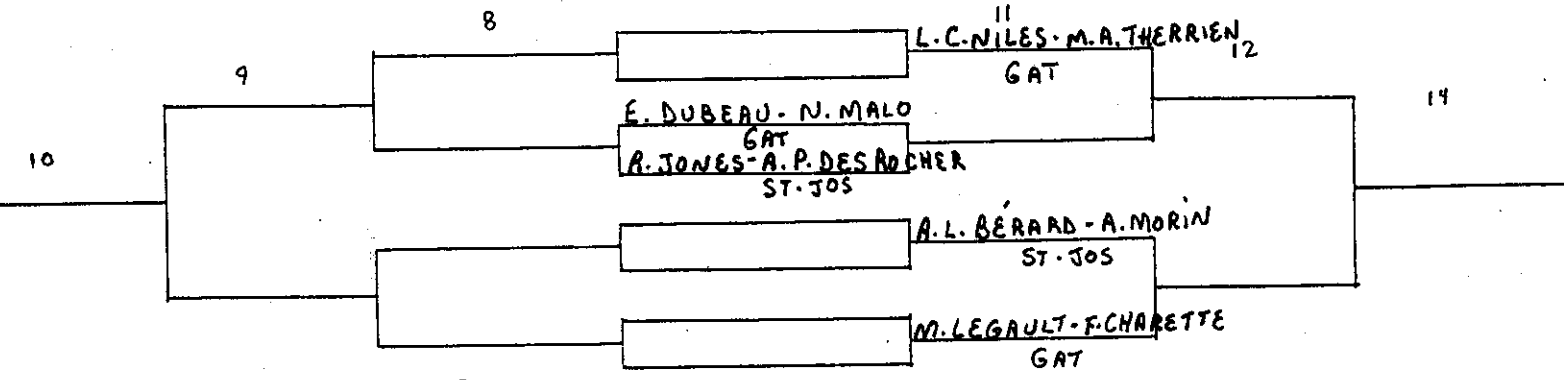 8
11
L.C.NILES-M.A.THERRIEN
12
GAT
9
14
E. DUBEAU - N. MALO
GAT
10
R.JONES-A.P.DESROCHER
ST-JOS
A.L. BÉRARD - A.MORIN
ST-JOS
M.LEGAULT-F.CHARETTE
GAT